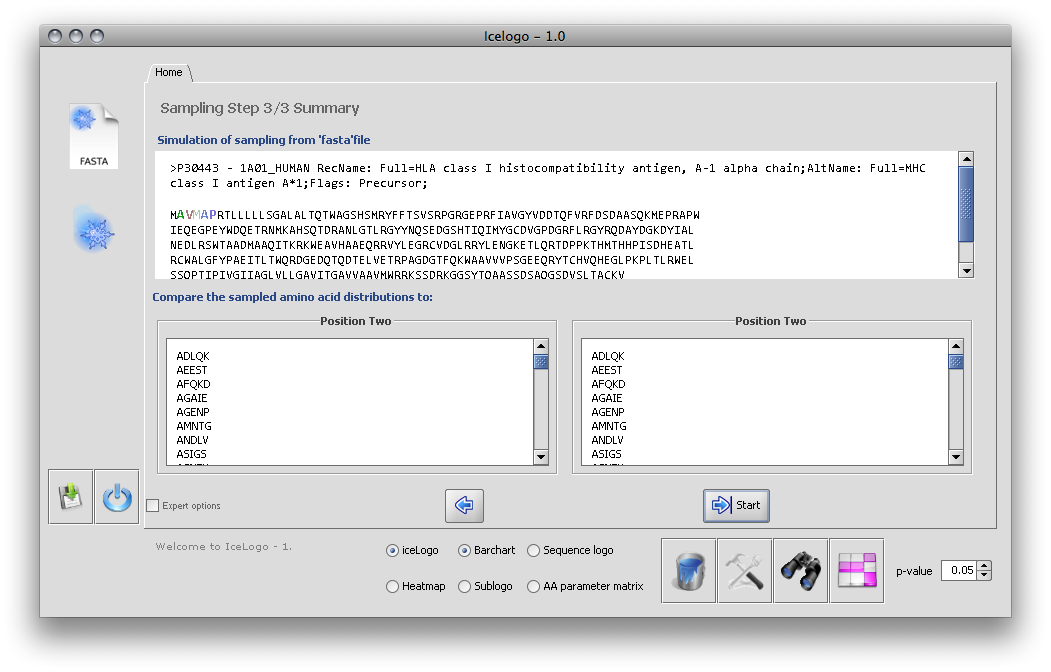 Icelogo - 1.0
Home
Sampling Step 3/3 Summary
FASTA
Simulation of sampling from 'fasta'file
>P30443 - 1A01_HUMAN RecName: Full=HLA class I histocompatibility antigen, A-1 alpha chain;AltName: Full=MHC
class I antigen A*1;Flags: Precursor;
MAVMAPRTLLLLLSGALALTQTWAGSHSMRYFFTSVSRPGRGEPRFIAVGYVDDTQFVRFDSDAASQKMEPRAPW
IEQEGPEYWDQETRNMKAHSQTDRANLGTLRGYYNQSEDGSHTIQIMYGCDVGPDGRFLRGYRQDAYDGKDYIAL
NEDLRSWTAADMAAQITKRKWEAVHAAEQRRVYLEGRCVDGLRRYLENGKETLQRTDPPKTHMTHHPISDHEATL
RCWALGFYPAEITLTWQRDGEDQTQDTELVETRPAGDGTFQKWAAVVVPSGEEQRYTCHVQHEGLPKPLTLRWEL
SSQPTIPIVGIIAGLVLLGAVITGAVVAAVMWRRKSSDRKGGSYTQAASSDSAQGSDVSLTACKV
Compare the sampled amino acid distributions to:
Position Two
ADLQK
AEEST
AFQKD
AGAIE
AGENP
AMNTG
ANDLV
ASIGS
Position Two
ADLQK
AEEST
AFQKD
AGAIE
AGENP
AMNTG
ANDLV
ASIGS
Expert options
Start
Welcome to IceLogo - 1.
iceLogo Barchart Sequence logo
Heatmap Sublogo AA parameter matrix
p-value 0.05